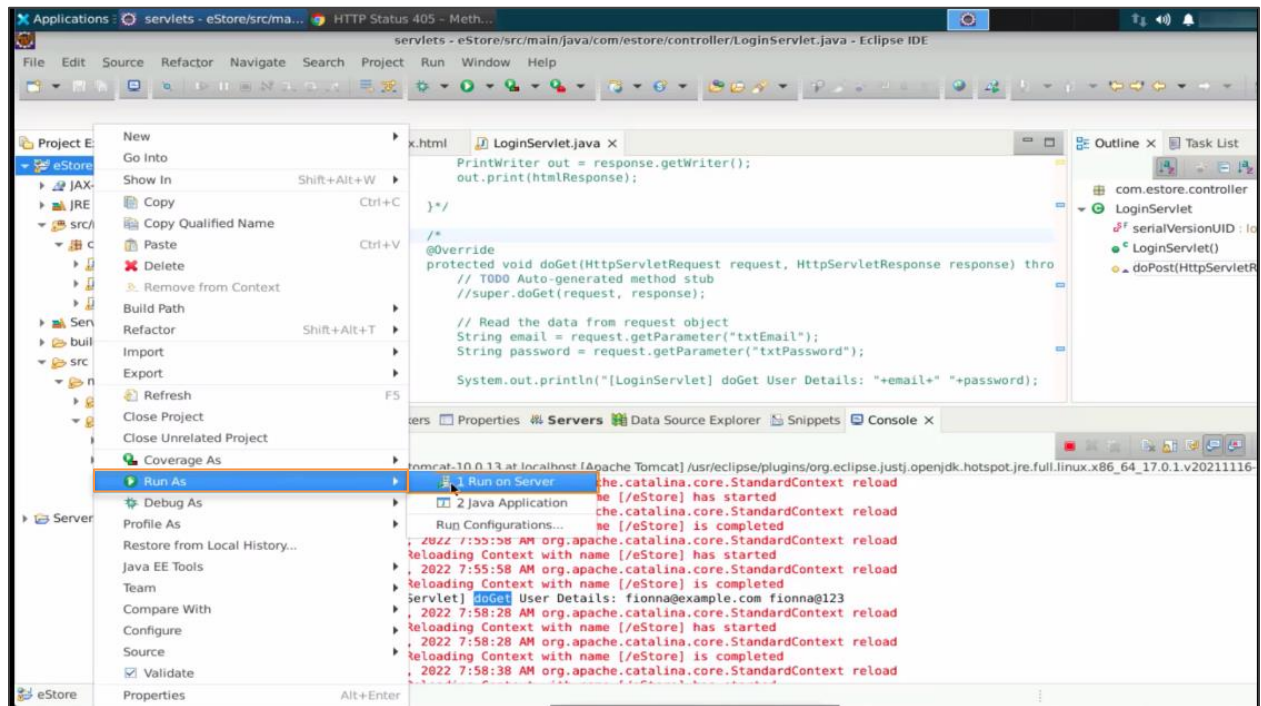 Applications : servlets - eStore/src/ma... HTTP Status 405 – Meth...
servlets - eStore/src/main/java/com/estore/controller/LoginServlet.java - Eclipse IDE
File Edit Source Refactor Navigate Search Project Run Window Help
Project E
eStore
JAX-
JRE
src/
Serv
buil
src
Server
New
Go Into
Show In Shift+Alt+W
Copy Ctrl+C
Copy Qualified Name
Paste Ctrl+V
Delete
Remove from Context
Build Path
Refactor Shift+Alt+T
Import
Export
Refresh F5
Close Project
Close Unrelated Project
Coverage As
Run As
Debug As
Profile As
Restore from Local History...
Java EE Tools
Team
Compare With
Configure
Source
Validate
Properties Alt+Enter
1 Run on Server
2 Java Application
Run Configurations...
x.html LoginServlet.java
PrintWriter out = response.getWriter();
out.print(htmlResponse);
}*/
/*
@Override
protected void doGet(HttpServletRequest request, HttpServletResponse response) thro
// TODO Auto-generated method stub
//super.doGet(request, response);
// Read the data from request object
String email = request.getParameter("txtEmail");
String password = request.getParameter("txtPassword");
System.out.println("[LoginServlet] doGet User Details: "+email+" "+password);
Outline Task List
com.estore.controller
LoginServlet
serialVersionUID : lo
LoginServlet()
doPost(HttpServletR
kers Properties Servers Data Source Explorer Snippets Console
tomcat-10.0.13 at localhost [Apache Tomcat] /usr/eclipse/plugins/org.eclipse.justj.openjdk.hotspot.jre.full.linux.x86_64_17.0.1.v20211116-
he.catalina.core.StandardContext reload
me [/eStore] has started
he.catalina.core.StandardContext reload
me [/eStore] is completed
, 2022 7:55:58 AM org.apache.catalina.core.StandardContext reload
Reloading Context with name [/eStore] has started
, 2022 7:55:58 AM org.apache.catalina.core.StandardContext reload
Reloading Context with name [/eStore] is completed
Servlet] doGet User Details: fionna@example.com fionna@123
, 2022 7:58:28 AM org.apache.catalina.core.StandardContext reload
Reloading Context with name [/eStore] has started
, 2022 7:58:28 AM org.apache.catalina.core.StandardContext reload
Reloading Context with name [/eStore] is completed
, 2022 7:58:38 AM org.apache.catalina.core.StandardContext reload
eStore